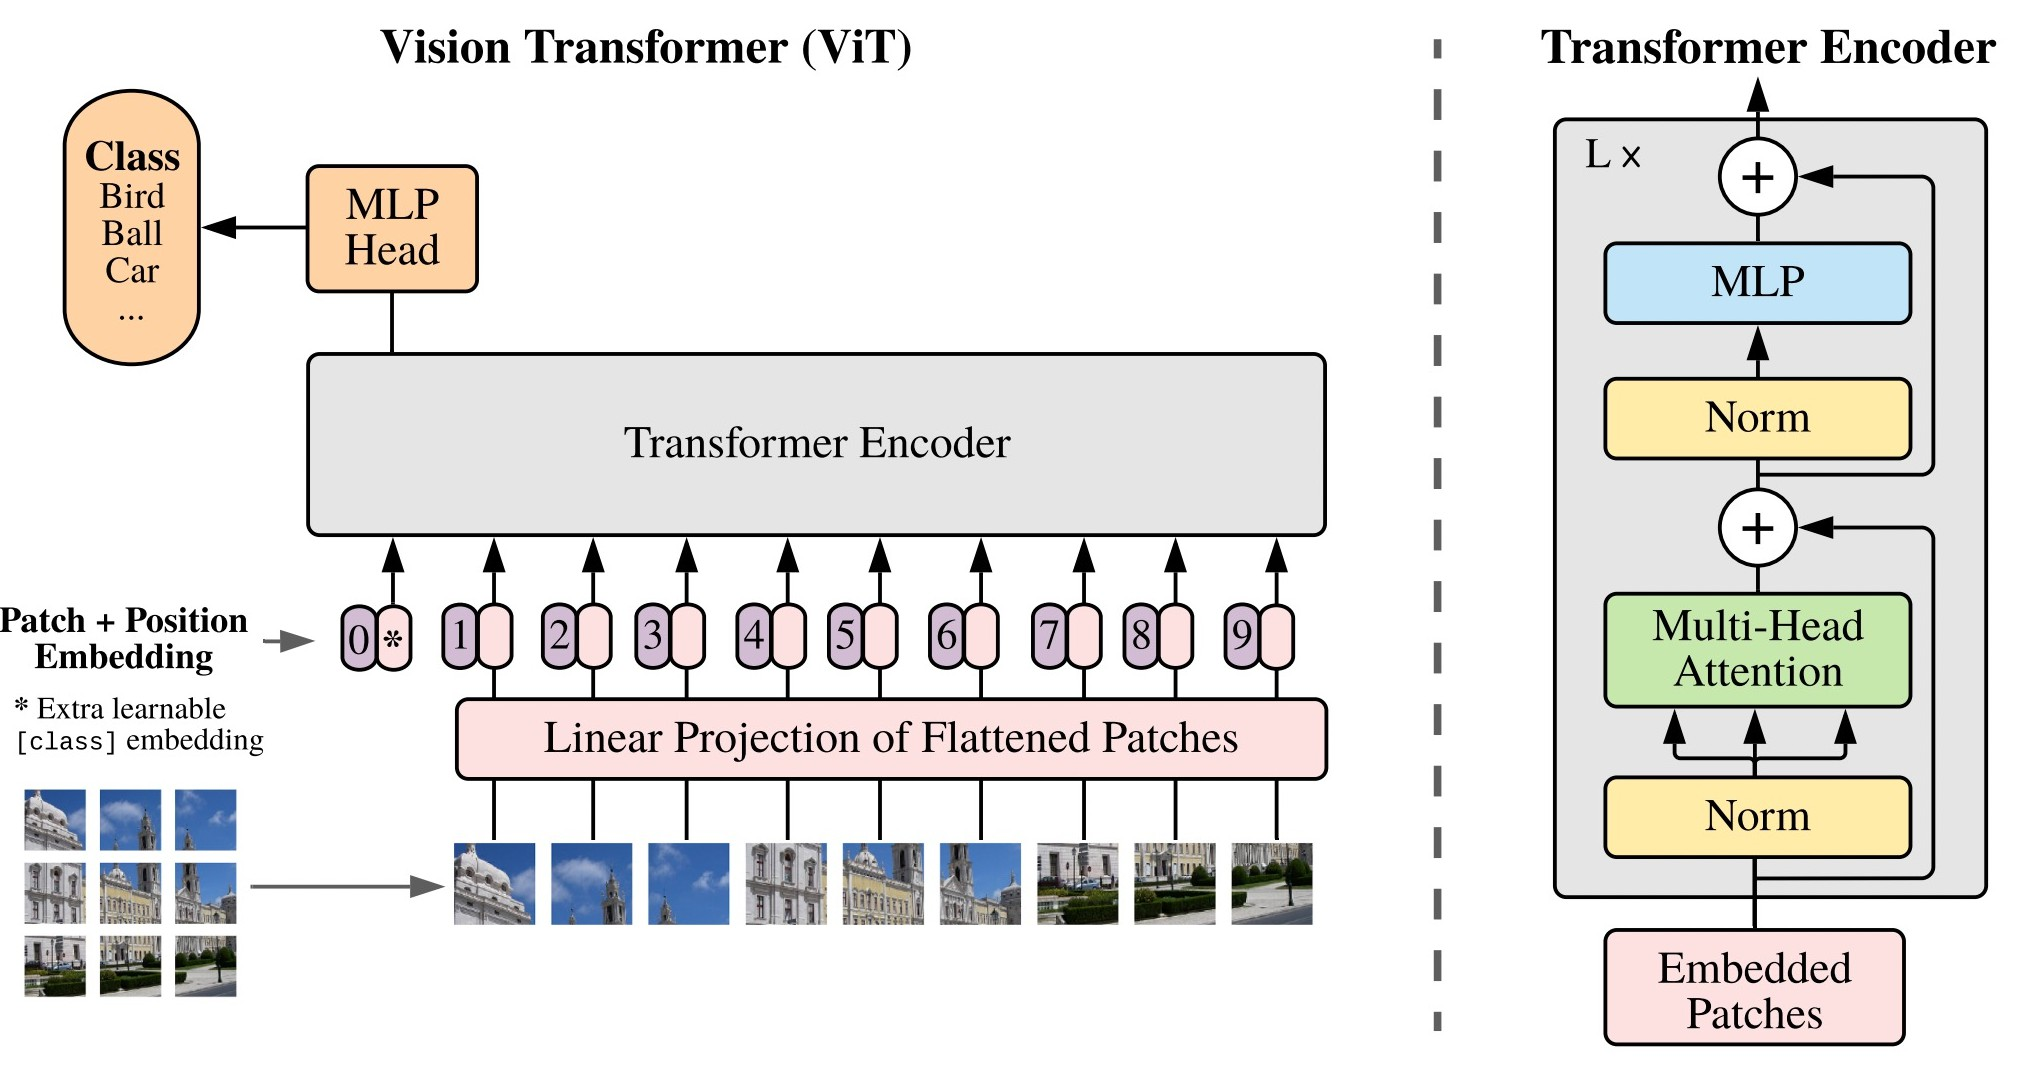 Vision Transformer (ViT)
Class
Bird
Ball
Car
...
MLP
Head
Transformer Encoder
Patch + Position
Embedding
0 * 1 2 3 4 5 6 7 8 9
* Extra learnable
[class] embedding
Linear Projection of Flattened Patches
Transformer Encoder
L ×
+
MLP
Norm
+
Multi-Head
Attention
Norm
Embedded
Patches